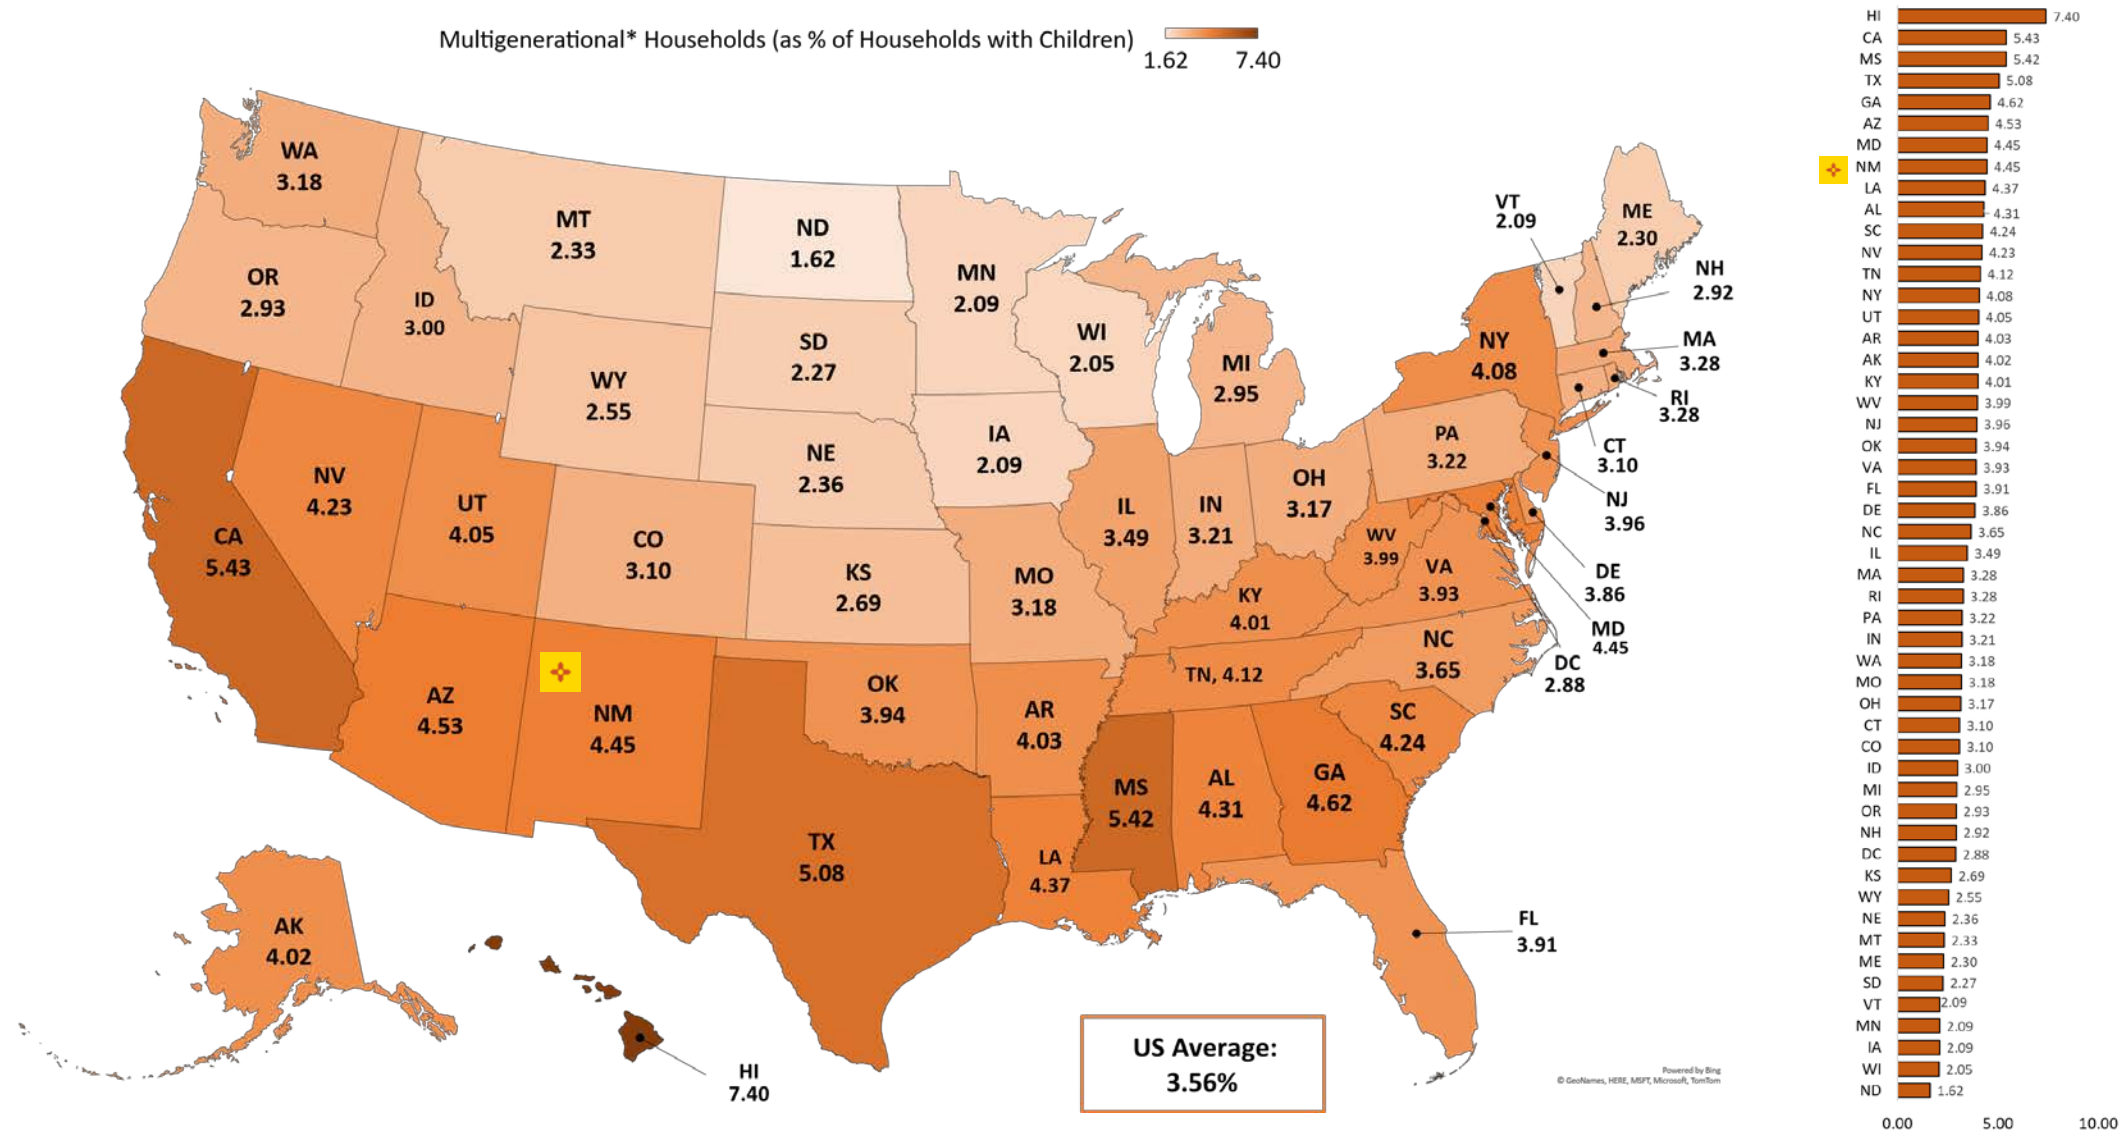 Multigenerational* Households (as % of Households with Children)
1.62 7.40
WA
3.18
OR
2.93
ID
3.00
MT
2.33
ND
1.62
MN
2.09
SD
2.27
WY
2.55
WI
2.05
MI
2.95
NE
2.36
IA
2.09
NV
4.23
UT
4.05
CO
3.10
CA
5.43
KS
2.69
MO
3.18
IL
3.49
IN
3.21
OH
3.17
PA
3.22
NY
4.08
VT
2.09
ME
2.30
NH
2.92
MA
3.28
RI
3.28
CT
3.10
NJ
3.96
DE
3.86
MD
4.45
DC
2.88
WV
3.99
VA
3.93
KY
4.01
NC
3.65
TN, 4.12
SC
4.24
AZ
4.53
NM
4.45
OK
3.94
AR
4.03
TX
5.08
LA
4.37
MS
5.42
AL
4.31
GA
4.62
FL
3.91
AK
4.02
HI
7.40
US Average:
3.56%
Powered by Bing
© GeoNames, HERE, MSFT, Microsoft, TomTom
HI 7.40
CA 5.43
MS 5.42
TX 5.08
GA 4.62
AZ 4.53
MD 4.45
NM 4.45
LA 4.37
AL 4.31
SC 4.24
NV 4.23
TN 4.12
NY 4.08
UT 4.05
AR 4.03
AK 4.02
KY 4.01
WV 3.99
NJ 3.96
OK 3.94
VA 3.93
FL 3.91
DE 3.86
NC 3.65
IL 3.49
MA 3.28
RI 3.28
PA 3.22
IN 3.21
WA 3.18
MO 3.18
OH 3.17
CT 3.10
CO 3.10
ID 3.00
MI 2.95
OR 2.93
NH 2.92
DC 2.88
KS 2.69
WY 2.55
NE 2.36
MT 2.33
ME 2.30
SD 2.27
VT 2.09
MN 2.09
IA 2.09
WI 2.05
ND 1.62
0.00 5.00 10.00